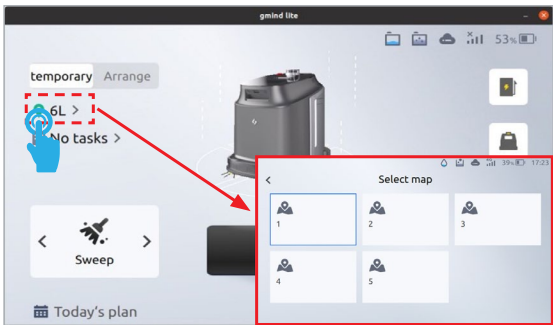 gmind lite
53%
temporary Arrange
6L >
No tasks >
39% 17:23
< Select map
1 2 3
4 5
< >
Sweep
Today's plan